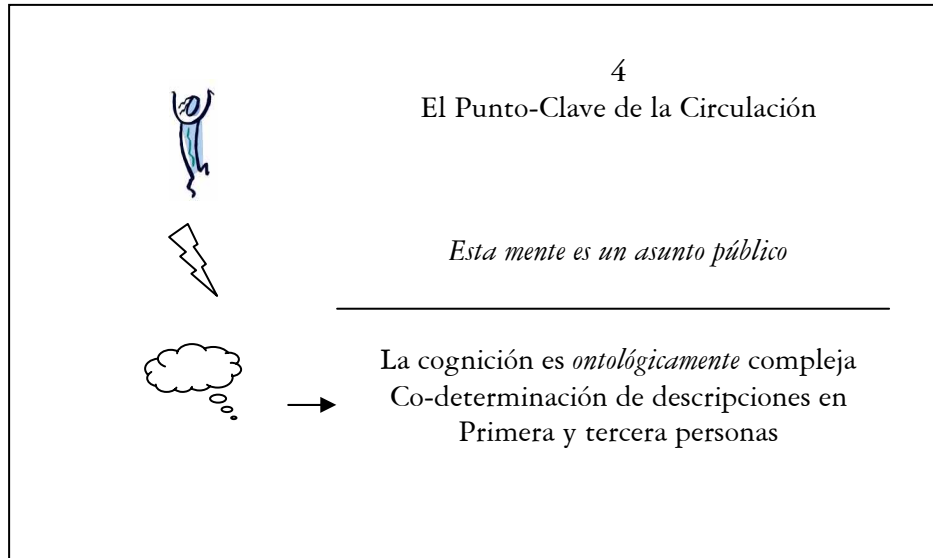 4
El Punto-Clave de la Circulación
Esta mente es un asunto público
La cognición es ontológicamente compleja
Co-determinación de descripciones en
Primera y tercera personas